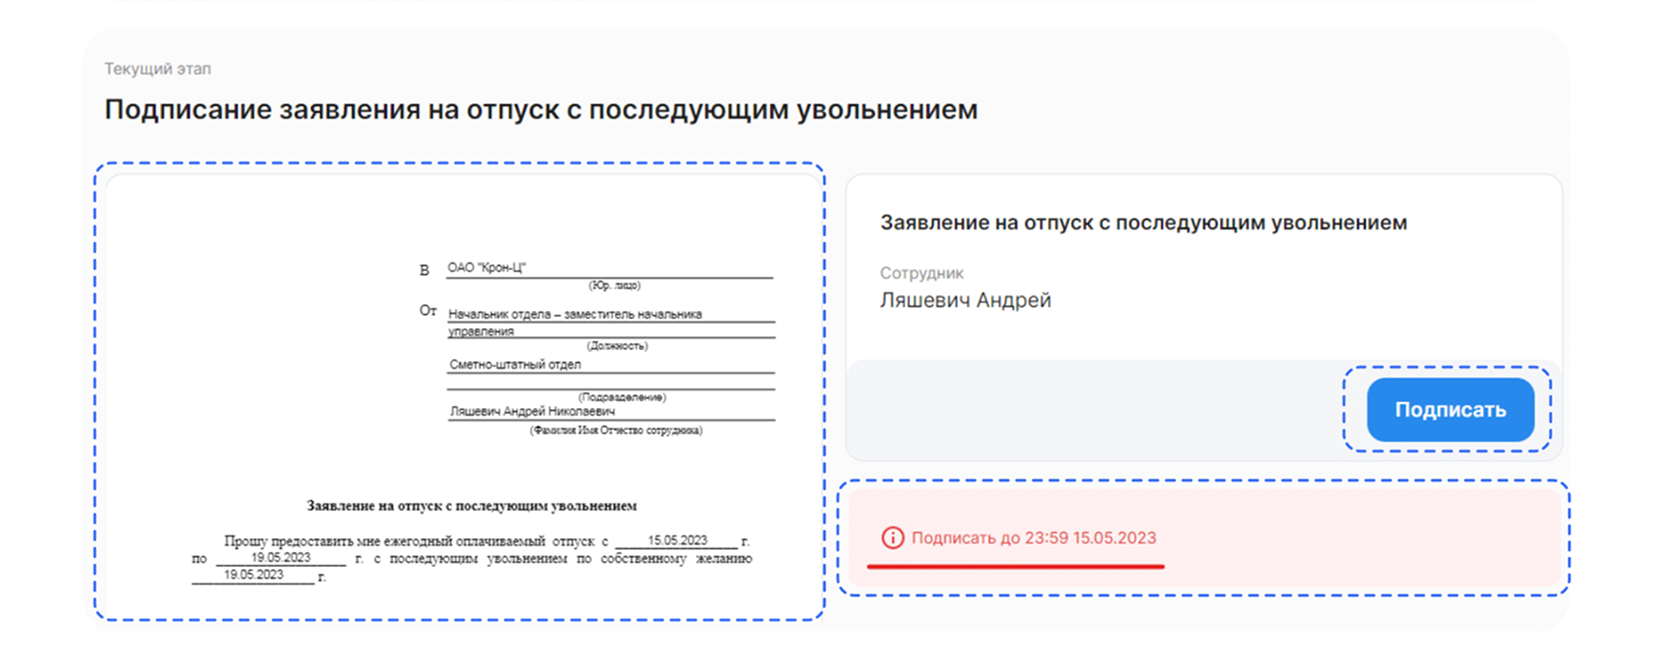 Текущий этап
Подписание заявления на отпуск с последующим увольнением
В ОАО "Крон-Ц"
(Юр. лицо)
От Начальник отдела – заместитель начальника
управления
(Должность)
Сметно-штатный отдел
(Подразделение)
Ляшевич Андрей Николаевич
(Фамилия Имя Отчество сотрудника)
Заявление на отпуск с последующим увольнением
Прошу предоставить мне ежегодный оплачиваемый отпуск с 15.05.2023 г.
по 19.05.2023 г. с последующим увольнением по собственному желанию
19.05.2023 г.
Заявление на отпуск с последующим увольнением
Сотрудник
Ляшевич Андрей
Подписать
Подписать до 23:59 15.05.2023